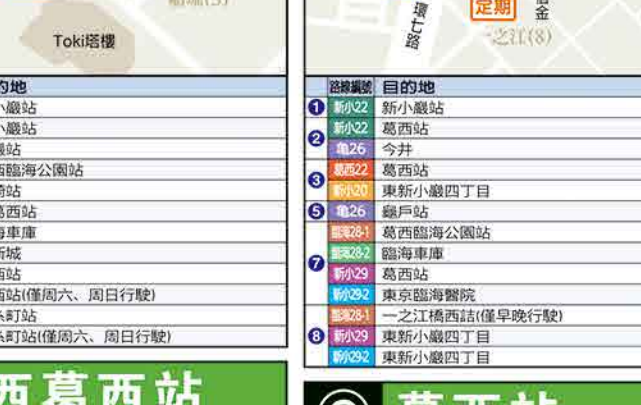 Toki塔樓
的地
小巖站
小巖站
巖站
西臨海公園站
站
葛西站
車庫
新城
西站
西站(僅周六、周日行駛)
糸町站
糸町站(僅周六、周日行駛)
西葛西站
環七路
定期
金
一之江(8)
路線編號 目的地
1 新小22 新小巖站
2 新小22 葛西站
亀26 今井
3 葛西22 葛西站
新小20 東新小巖四丁目
5 亀26 龜戶站
7 臨海28-1 葛西臨海公園站
臨海28-2 臨海車庫
新小29 葛西站
新小29-2 東京臨海醫院
8 臨海28-1 一之江橋西詰(僅早晚行駛)
新小29 東新小巖四丁目
新小29-2 東新小巖四丁目
葛西站